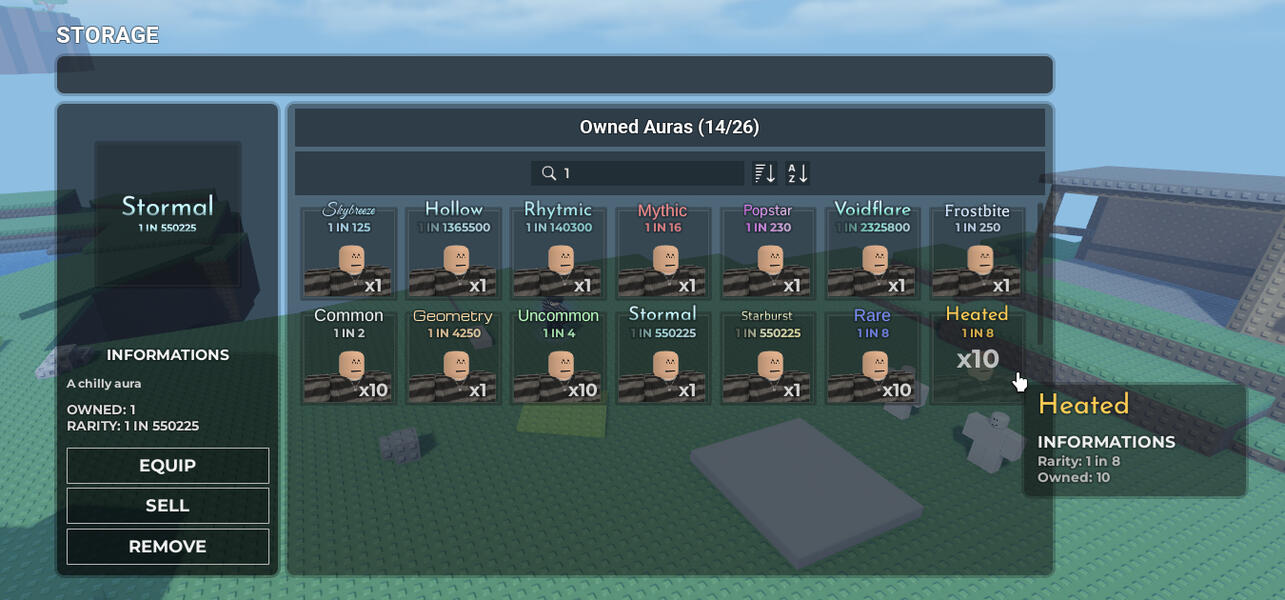 STORAGE
Owned Auras (14/26)
1
A
Z
Stormal
1 IN 550225
INFORMATIONS
A chilly aura
OWNED: 1
RARITY: 1 IN 550225
EQUIP
SELL
REMOVE
Skybreeze
1 IN 125
x1
Hollow
1 IN 1365500
x1
Rhytmic
1 IN 140300
x1
Mythic
1 IN 16
x1
Popstar
1 IN 230
x1
Voidflare
1 IN 2325800
x1
Frostbite
1 IN 250
x1
Common
1 IN 2
x10
Geometry
1 IN 4250
x1
Uncommon
1 IN 4
x10
Stormal
1 IN 550225
x1
Starburst
1 IN 550225
x1
Rare
1 IN 8
x10
Heated
1 IN 8
x10
Heated
INFORMATIONS
Rarity: 1 in 8
Owned: 10